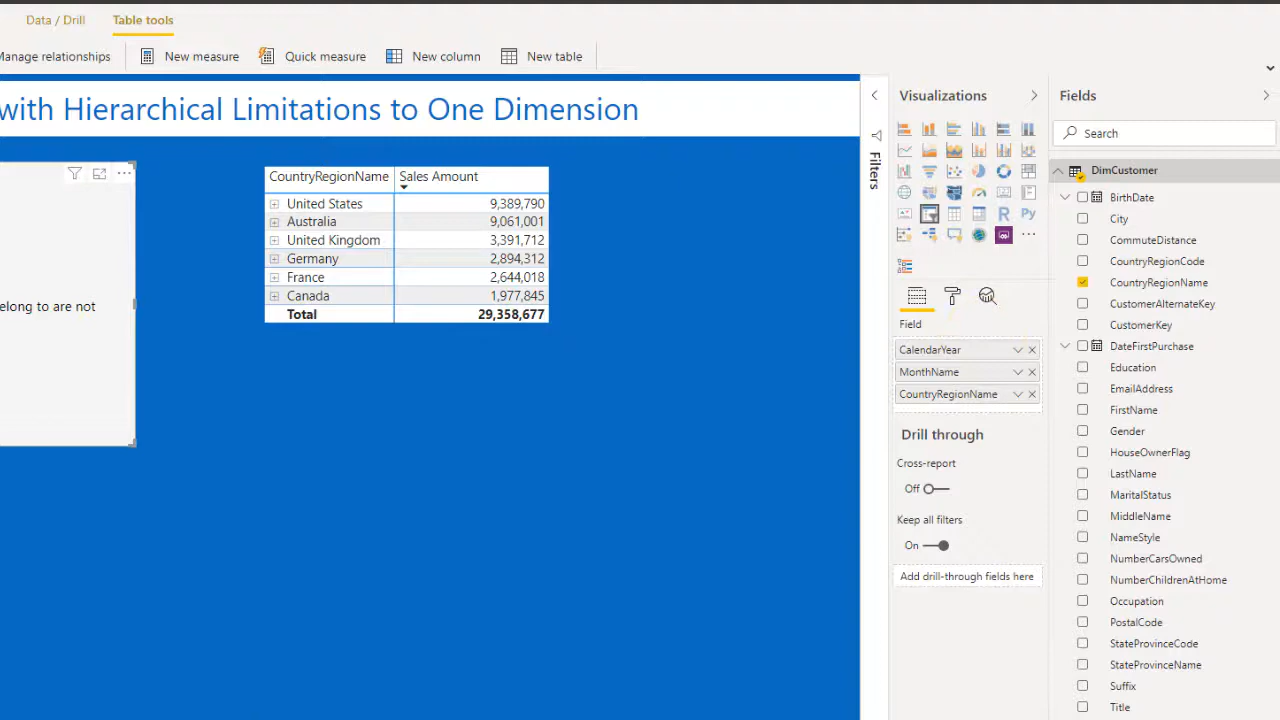 Data / Drill
Table tools
Manage relationships
New measure
Quick measure
New column
New table
with Hierarchical Limitations to One Dimension
elong to are not
CountryRegionName Sales Amount
United States 9,389,790
Australia 9,061,001
United Kingdom 3,391,712
Germany 2,894,312
France 2,644,018
Canada 1,977,845
Total 29,358,677
Filters
Visualizations
R
Py
Field
CalendarYear
MonthName
CountryRegionName
Drill through
Cross-report
Off
Keep all filters
On
Add drill-through fields here
Fields
Search
DimCustomer
BirthDate
City
CommuteDistance
CountryRegionCode
CountryRegionName
CustomerAlternateKey
CustomerKey
DateFirstPurchase
Education
EmailAddress
FirstName
Gender
HouseOwnerFlag
LastName
MaritalStatus
MiddleName
NameStyle
NumberCarsOwned
NumberChildrenAtHome
Occupation
PostalCode
StateProvinceCode
StateProvinceName
Suffix
Title